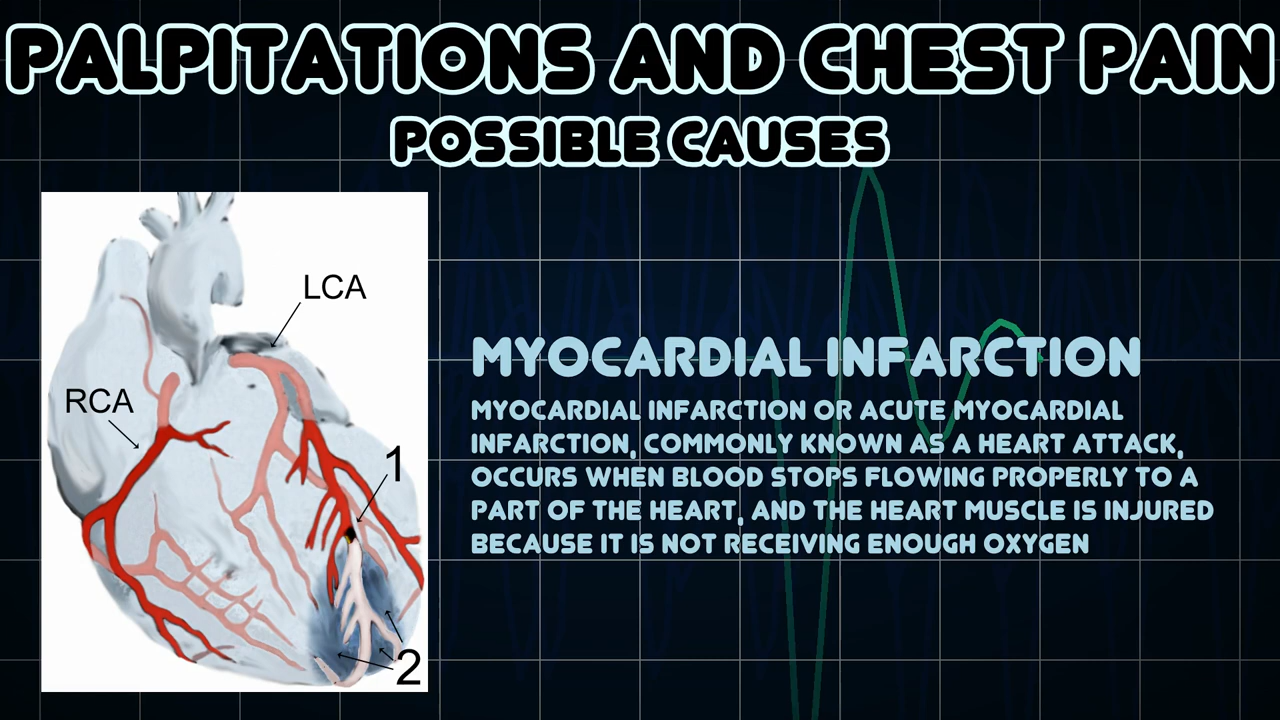 PALPITATIONS AND CHEST PAIN
POSSIBLE CAUSES
LCA
RCA
1
2
MYOCARDIAL INFARCTION
MYOCARDIAL INFARCTION OR ACUTE MYOCARDIAL
INFARCTION, COMMONLY KNOWN AS A HEART ATTACK,
OCCURS WHEN BLOOD STOPS FLOWING PROPERLY TO A
PART OF THE HEART, AND THE HEART MUSCLE IS INJURED
BECAUSE IT IS NOT RECEIVING ENOUGH OXYGEN